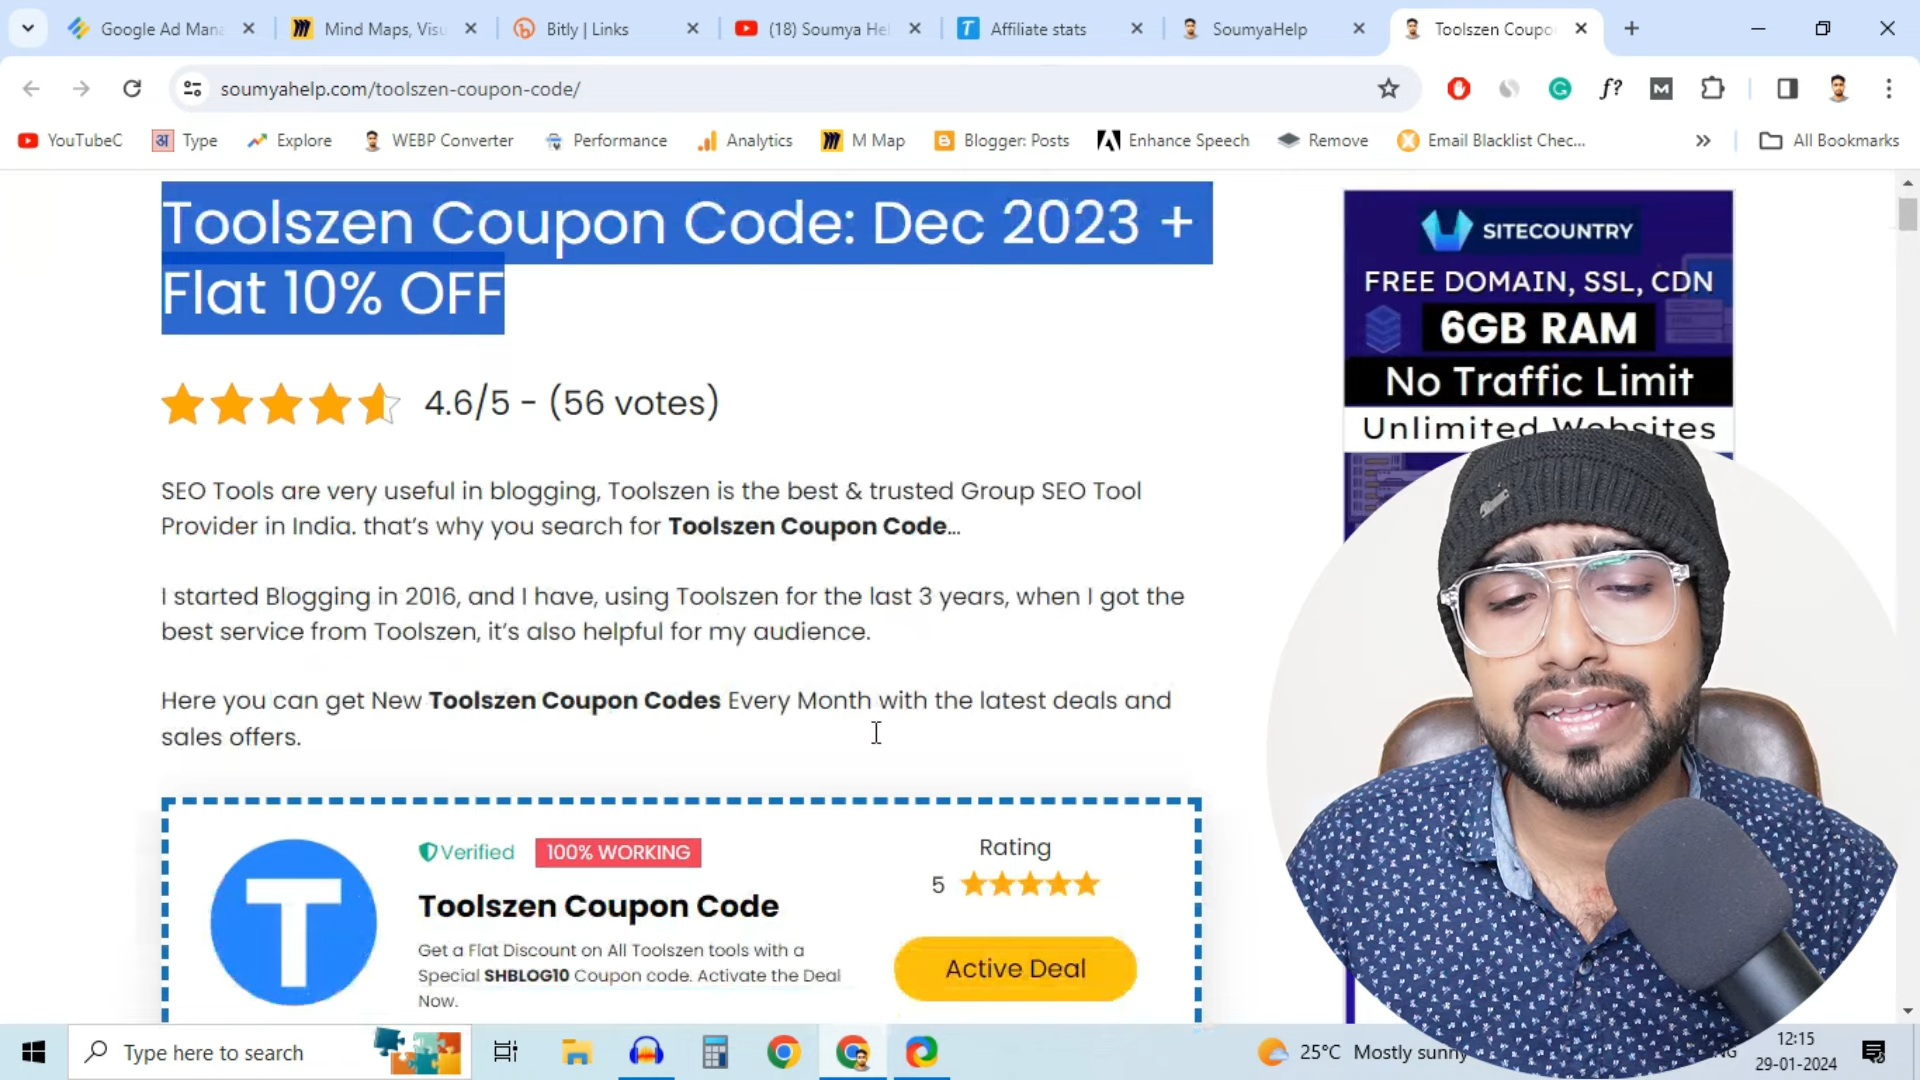 Google Ad Mana
Mind Maps, Visu
Bitly | Links
(18) Soumya Hel
Affiliate stats
SoumyaHelp
Toolszen Coupo
soumyahelp.com/toolszen-coupon-code/
YouTubeC
Type
Explore
WEBP Converter
Performance
Analytics
M Map
Blogger: Posts
Enhance Speech
Remove
Email Blacklist Chec...
All Bookmarks
Toolszen Coupon Code: Dec 2023 +
Flat 10% OFF
4.6/5 - (56 votes)
SEO Tools are very useful in blogging, Toolszen is the best & trusted Group SEO Tool
Provider in India. that's why you search for Toolszen Coupon Code...
I started Blogging in 2016, and I have, using Toolszen for the last 3 years, when I got the
best service from Toolszen, it's also helpful for my audience.
Here you can get New Toolszen Coupon Codes Every Month with the latest deals and
sales offers.
Verified
100% WORKING
Toolszen Coupon Code
Get a Flat Discount on All Toolszen tools with a
Special SHBLOG10 Coupon code. Activate the Deal
Now.
Rating
5
Active Deal
SITECOUNTRY
FREE DOMAIN, SSL, CDN
6GB RAM
No Traffic Limit
Unlimited Websites
Type here to search
25°C Mostly sunny
12:15
29-01-2024